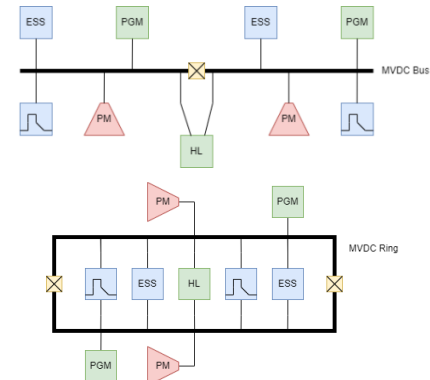 ESS PGM ESS PGM
MVDC Bus
PM PM
HL
PM PGM
MVDC Ring
ESS HL ESS
PGM PM